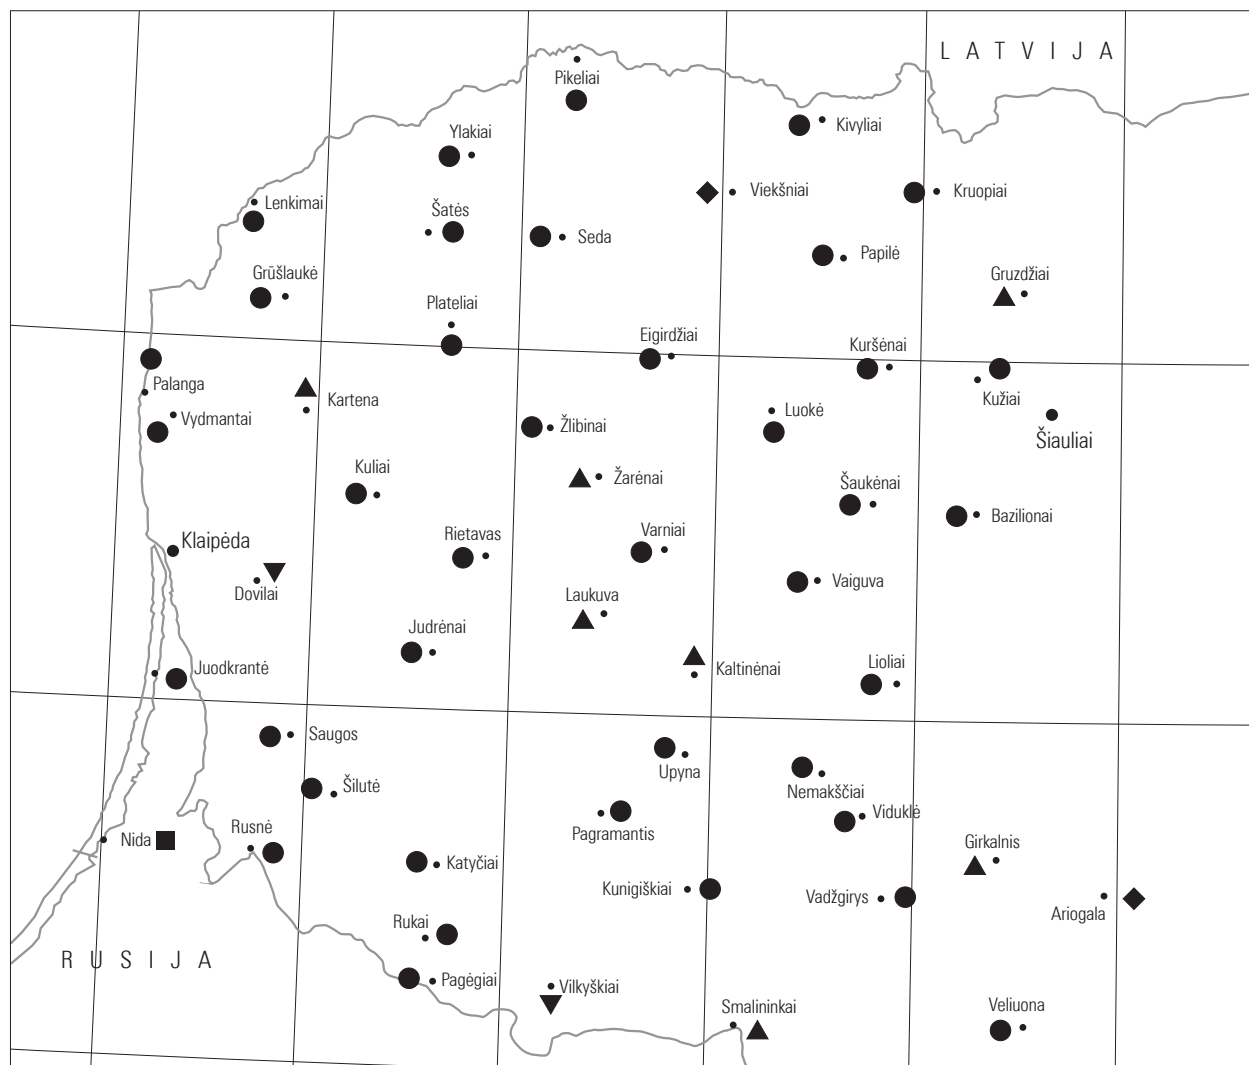 LATVIJA
Pikeliai
Kivyliai
Ylakiai
Viekšniai
Kruopiai
Lenkimai
Šatės
Seda
Papilė
Grūšlaukė
Gruzdžiai
Plateliai
Eigirdžiai
Kuršėnai
Palanga
Kartena
Kužiai
Vydmantai
Žlibinai
Luokė
Šiauliai
Kuliai
Žarėnai
Šaukėnai
Bazilionai
Klaipėda
Rietavas
Varniai
Vaiguva
Dovilai
Laukuva
Judrėnai
Juodkrantė
Kaltinėnai
Lioliai
Saugos
Upyna
Šilutė
Nemakščiai
Viduklė
Nida
Rusnė
Pagramantis
Girkalnis
Katyčiai
Kunigiškiai
Vadžgirys
Ariogala
Rukai
RUSIJA
Pagėgiai
Vilkyškiai
Smalininkai
Veliuona